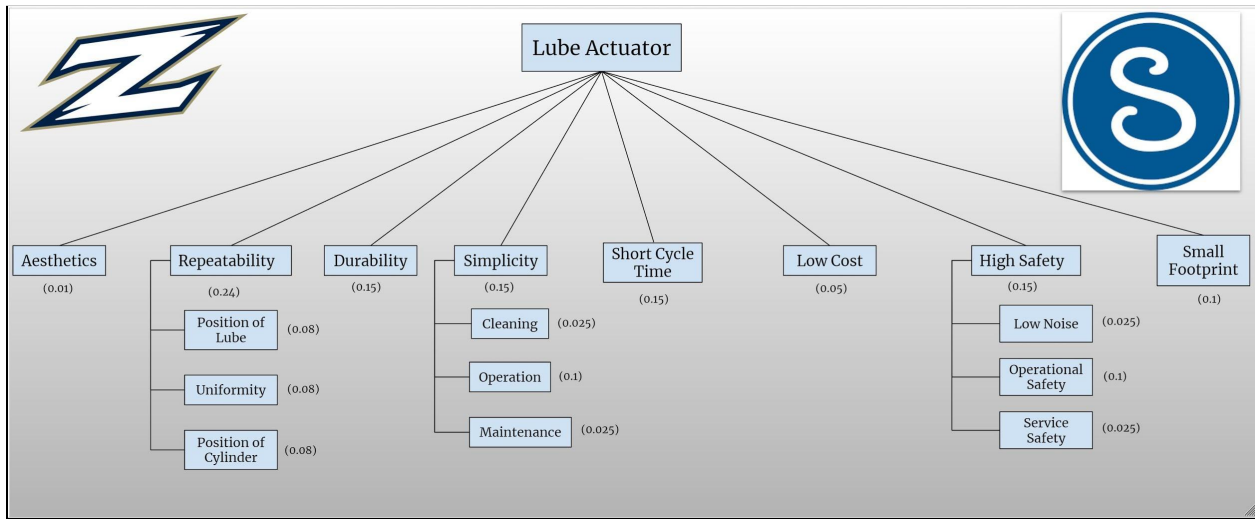 Z
S
Lube Actuator
Aesthetics
(0.01)
Repeatability
(0.24)
Position of
Lube
(0.08)
Uniformity
(0.08)
Position of
Cylinder
(0.08)
Durability
(0.15)
Simplicity
(0.15)
Cleaning
(0.025)
Operation
(0.1)
Maintenance
(0.025)
Short Cycle
Time
(0.15)
Low Cost
(0.05)
High Safety
(0.15)
Low Noise
(0.025)
Operational
Safety
(0.1)
Service
Safety
(0.025)
Small
Footprint
(0.1)